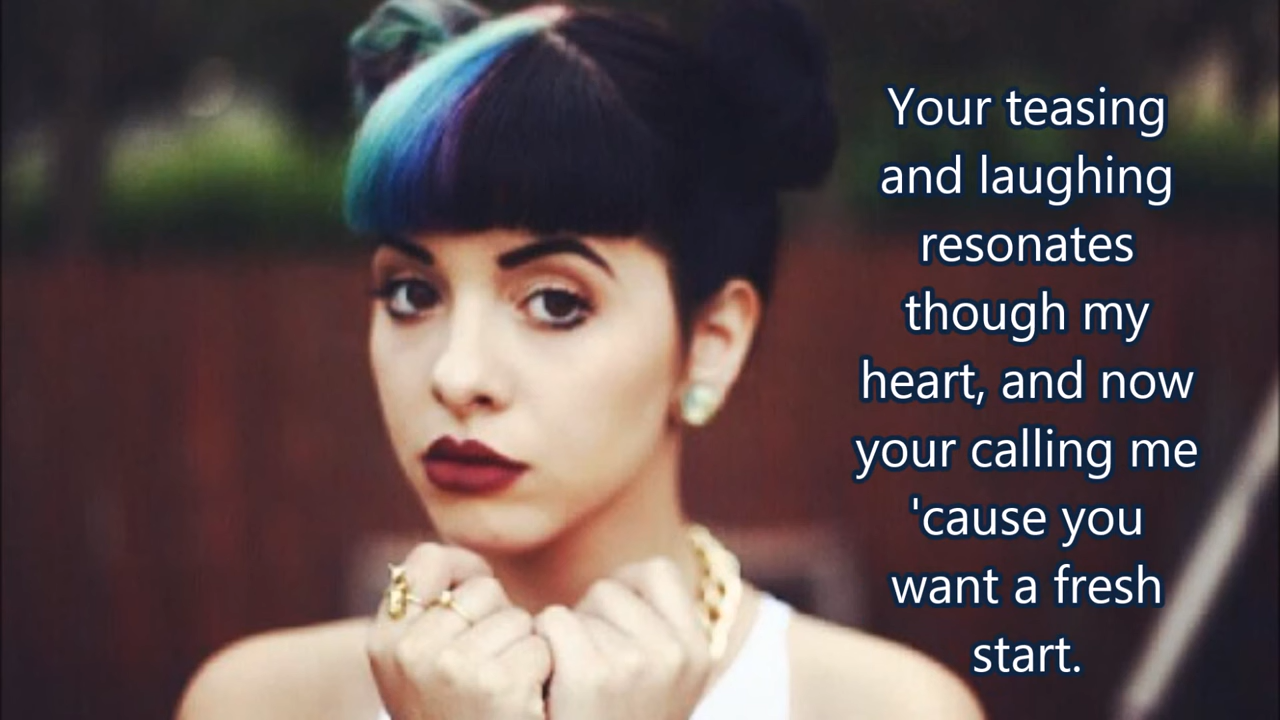 Your teasing
and laughing
resonates
though my
heart, and now
your calling me
'cause you
want a fresh
start.